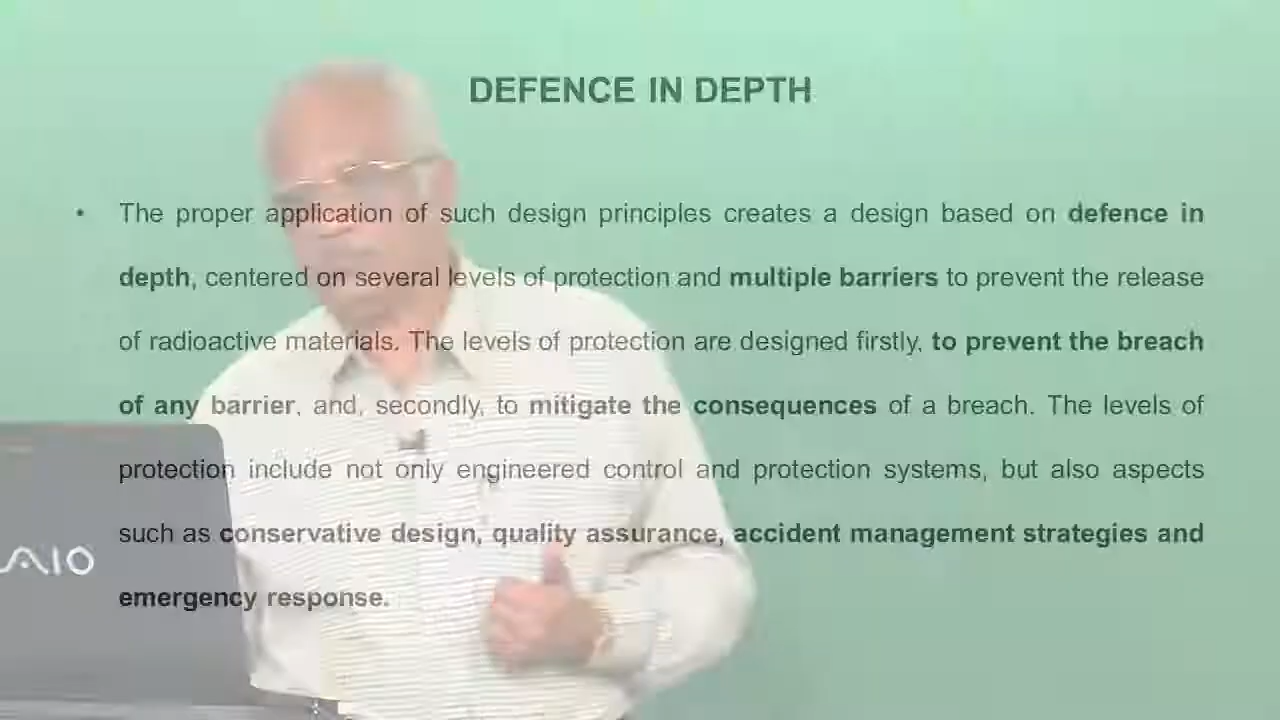 DEFENCE IN DEPTH
• The proper application of such design principles creates a design based on defence in
depth, centered on several levels of protection and multiple barriers to prevent the release
of radioactive materials. The levels of protection are designed firstly, to prevent the breach
of any barrier, and, secondly, to mitigate the consequences of a breach. The levels of
protection include not only engineered control and protection systems, but also aspects
such as conservative design, quality assurance, accident management strategies and
emergency response.
AIO